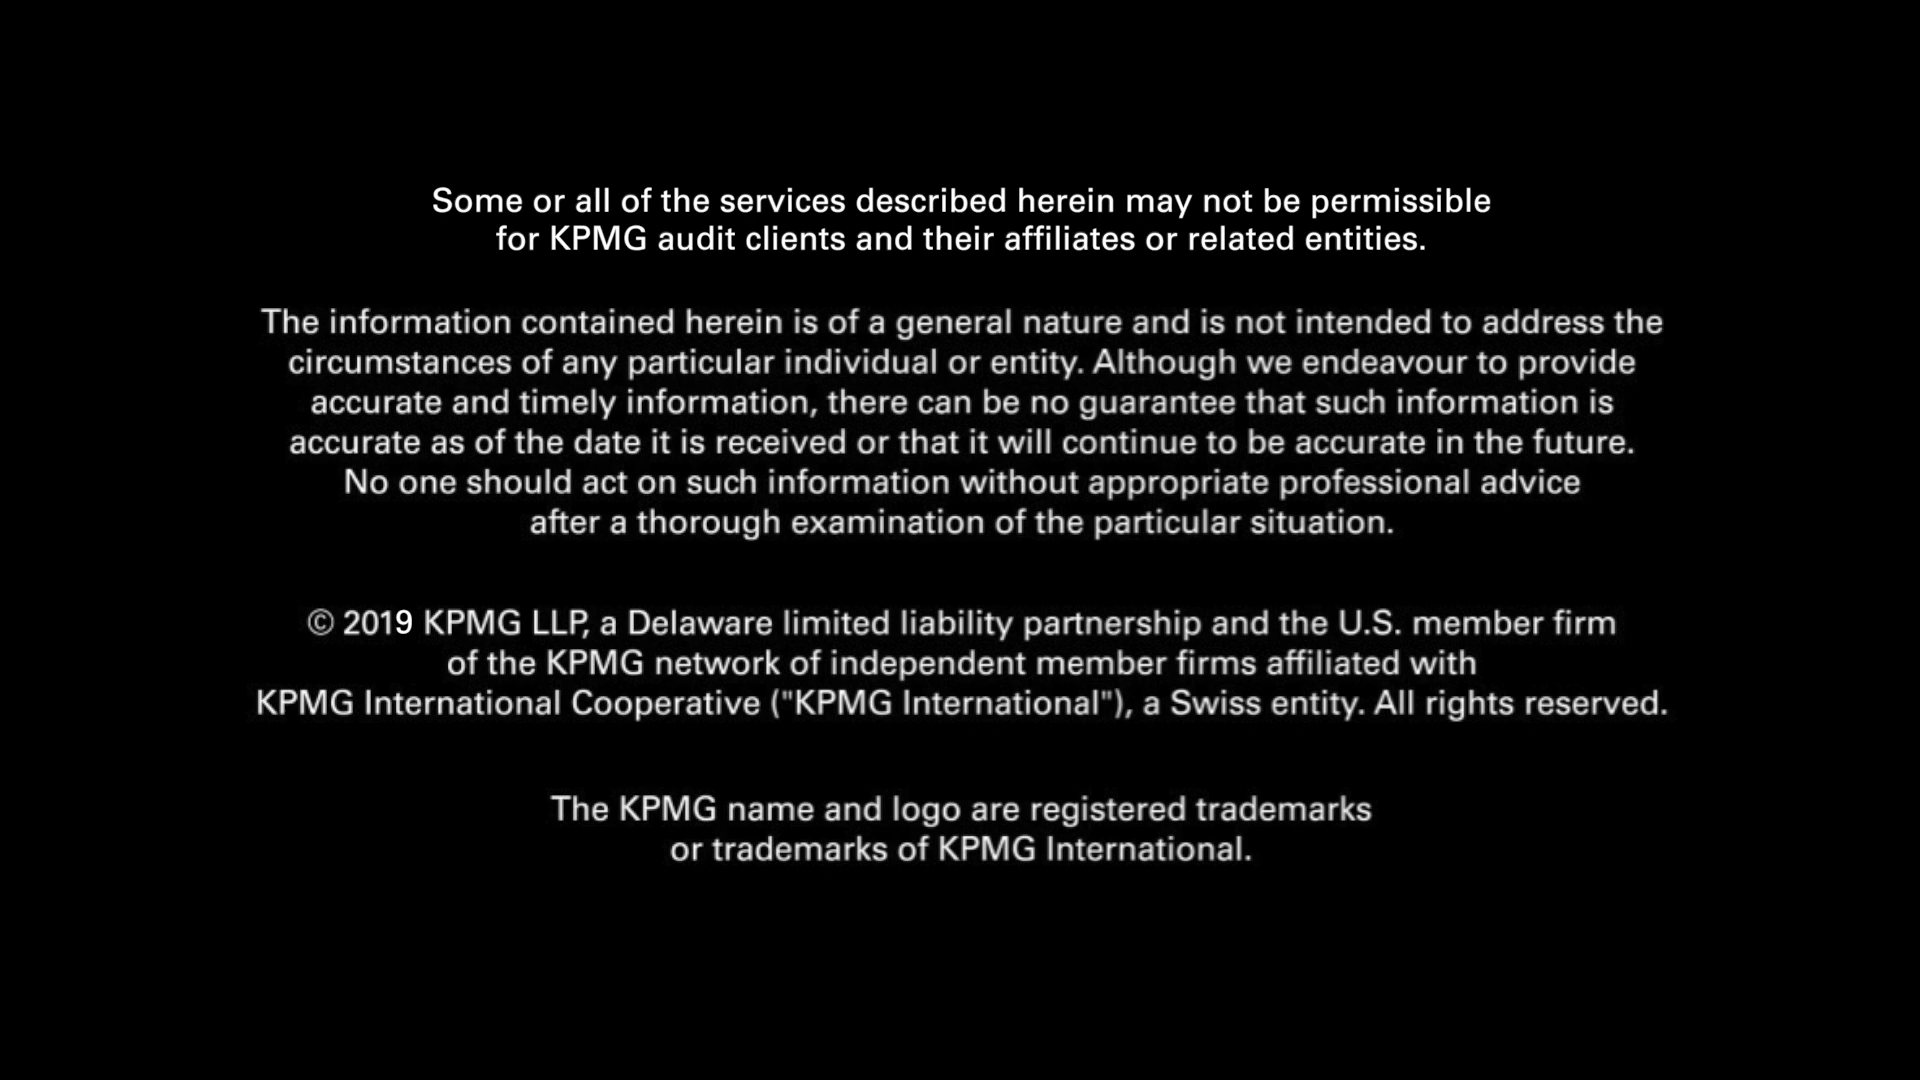 Some or all of the services described herein may not be permissible
for KPMG audit clients and their affiliates or related entities.
The information contained herein is of a general nature and is not intended to address the
circumstances of any particular individual or entity. Although we endeavour to provide
accurate and timely information, there can be no guarantee that such information is
accurate as of the date it is received or that it will continue to be accurate in the future.
No one should act on such information without appropriate professional advice
after a thorough examination of the particular situation.
© 2019 KPMG LLP, a Delaware limited liability partnership and the U.S. member firm
of the KPMG network of independent member firms affiliated with
KPMG International Cooperative ("KPMG International"), a Swiss entity. All rights reserved.
The KPMG name and logo are registered trademarks
or trademarks of KPMG International.